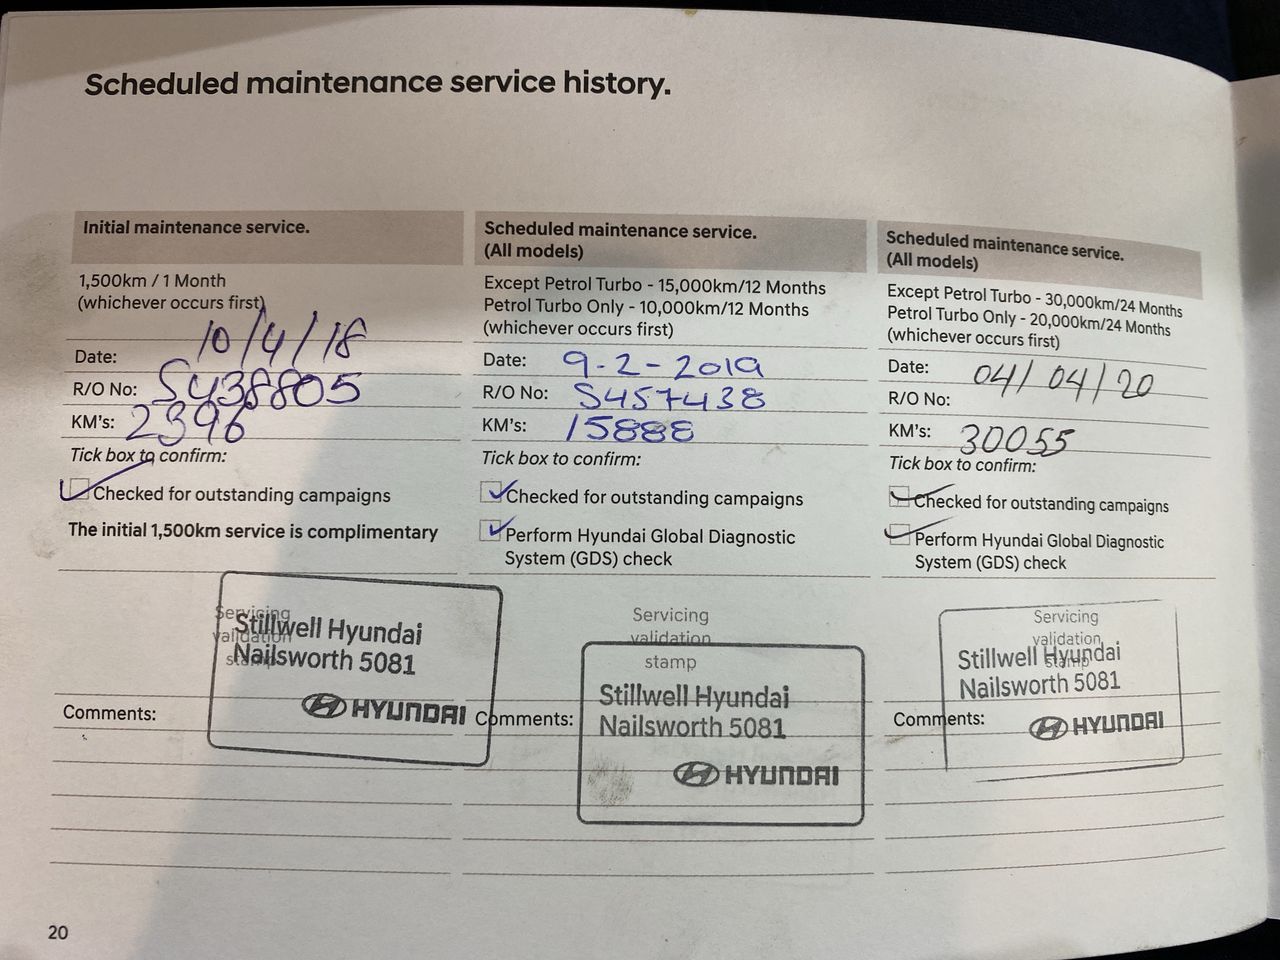 Scheduled maintenance service history.
Initial maintenance service.
1,500km / 1 Month
(whichever occurs first)
Date: 10/4/18
R/O No: S438805
KM's: 2396
Tick box to confirm:
Checked for outstanding campaigns
The initial 1,500km service is complimentary
Servicing
validation
stamp
Stillwell Hyundai
Nailsworth 5081
HYUNDAI
Comments:
Scheduled maintenance service.
(All models)
Except Petrol Turbo - 15,000km/12 Months
Petrol Turbo Only - 10,000km/12 Months
(whichever occurs first)
Date: 9-2-2019
R/O No: S457438
KM's: 15888
Tick box to confirm:
Checked for outstanding campaigns
Perform Hyundai Global Diagnostic
System (GDS) check
Servicing
validation
stamp
Stillwell Hyundai
Nailsworth 5081
HYUNDAI
Comments:
Scheduled maintenance service.
(All models)
Except Petrol Turbo - 30,000km/24 Months
Petrol Turbo Only - 20,000km/24 Months
(whichever occurs first)
Date: 04/04/20
R/O No:
KM's: 30055
Tick box to confirm:
Checked for outstanding campaigns
Perform Hyundai Global Diagnostic
System (GDS) check
Servicing
validation
stamp
Stillwell Hyundai
Nailsworth 5081
HYUNDAI
Comments:
20